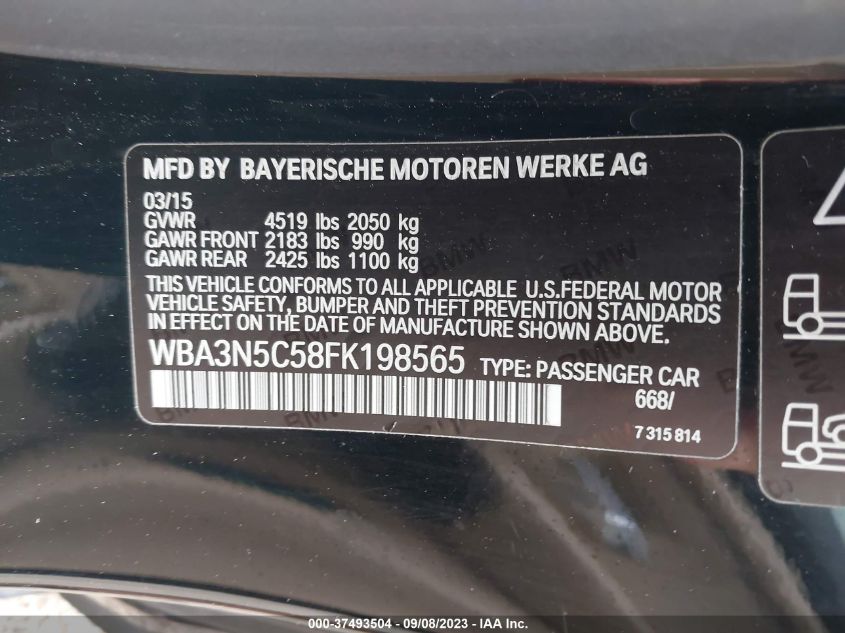 MFD BY BAYERISCHE MOTOREN WERKE AG
03/15
GVWR 4519 lbs 2050 kg
GAWR FRONT 2183 lbs 990 kg
GAWR REAR 2425 lbs 1100 kg
THIS VEHICLE CONFORMS TO ALL APPLICABLE U.S.FEDERAL MOTOR
VEHICLE SAFETY, BUMPER AND THEFT PREVENTION STANDARDS
IN EFFECT ON THE DATE OF MANUFACTURE SHOWN ABOVE.
WBA3N5C58FK198565 TYPE: PASSENGER CAR
668/
7 315 814
000-37493504 - 09/08/2023 - IAA Inc.